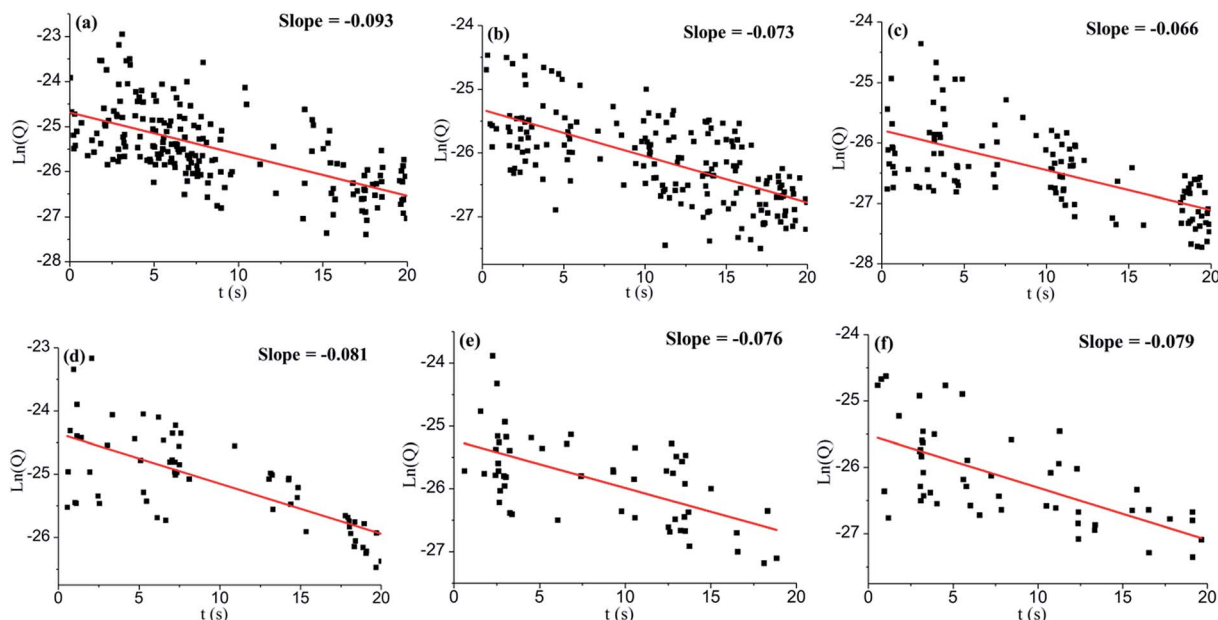 (a) Slope = -0.093
-23
-24
-25
-26
-27
-28
Ln(Q)
0 5 10 15 20
t (s)
(b) Slope = -0.073
-24
-25
-26
-27
Ln(Q)
0 5 10 15 20
t (s)
(c) Slope = -0.066
-24
-25
-26
-27
-28
Ln(Q)
0 5 10 15 20
t (s)
(d) Slope = -0.081
-23
-24
-25
-26
Ln(Q)
0 5 10 15 20
t (s)
(e) Slope = -0.076
-24
-25
-26
-27
Ln(Q)
0 5 10 15 20
t (s)
(f) Slope = -0.079
-24
-25
-26
-27
Ln(Q)
0 5 10 15 20
t (s)